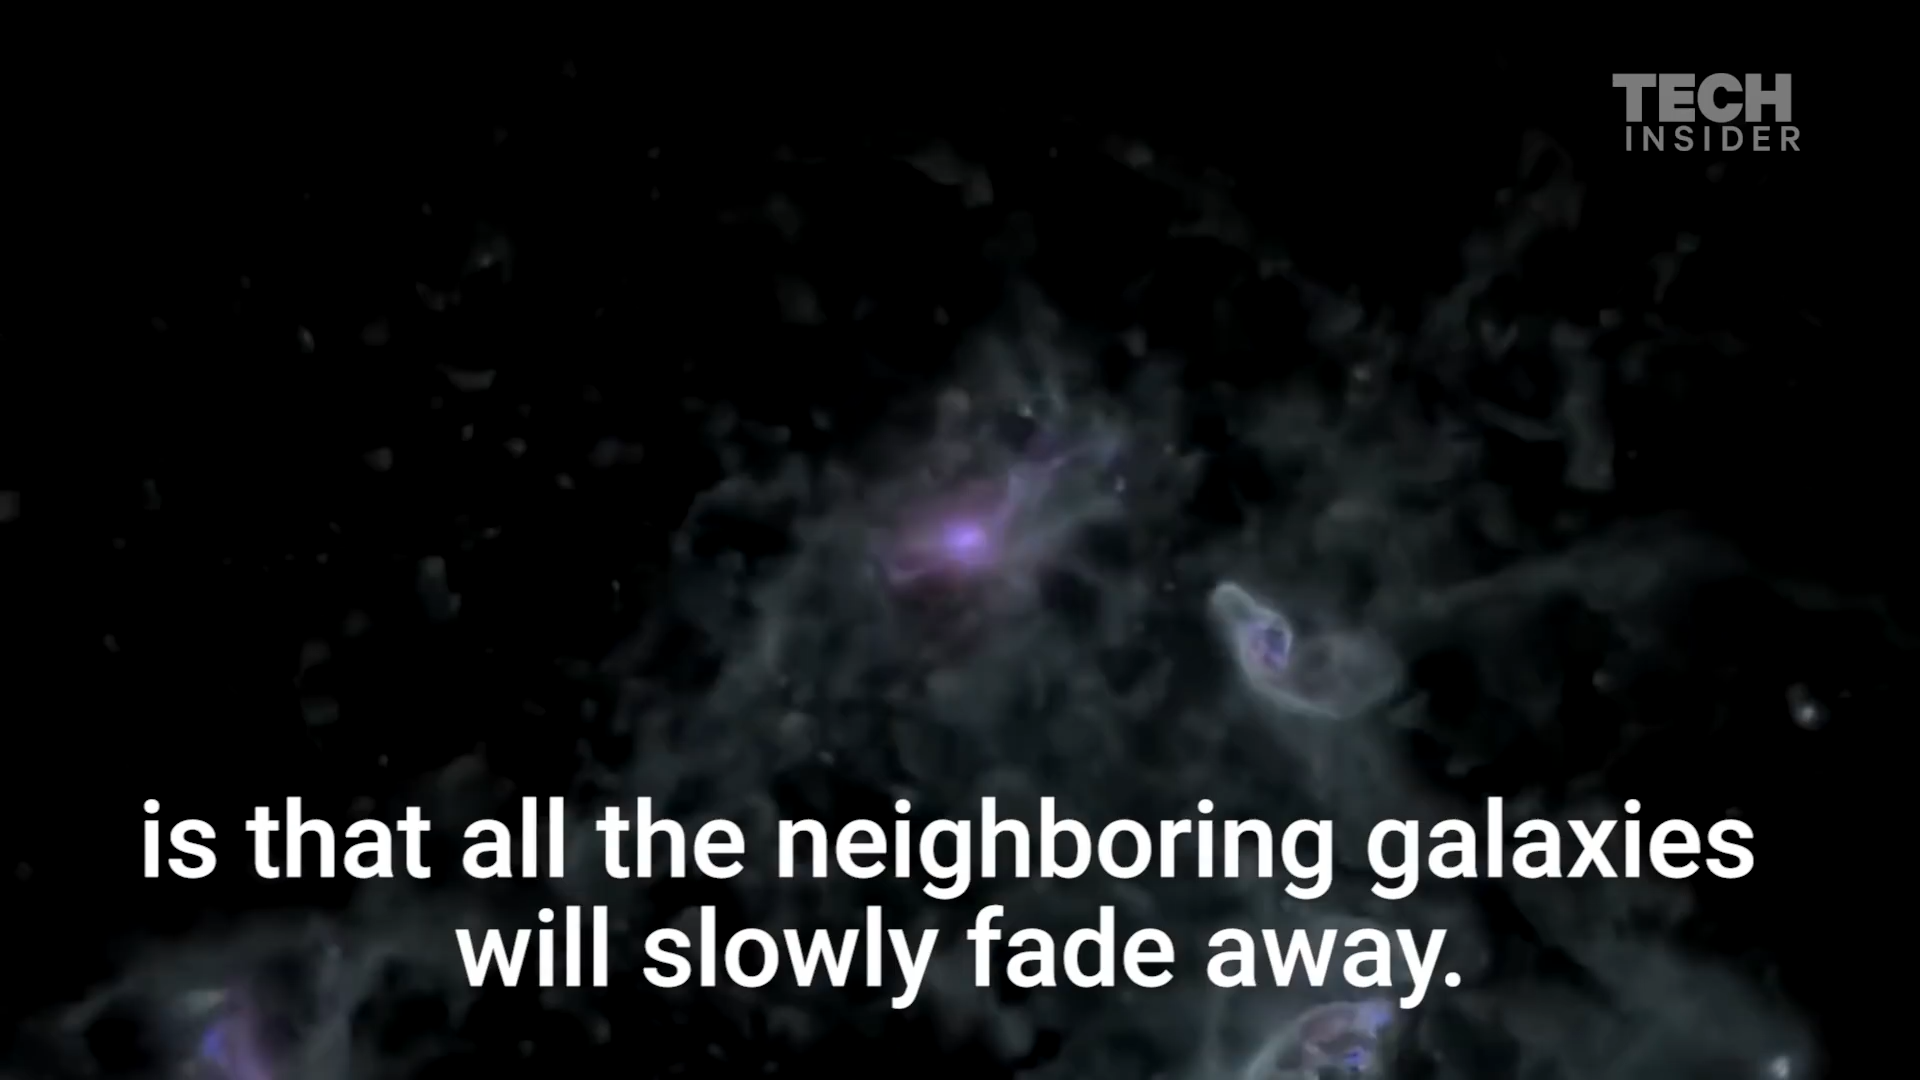 TECH
INSIDER
is that all the neighboring galaxies
will slowly fade away.